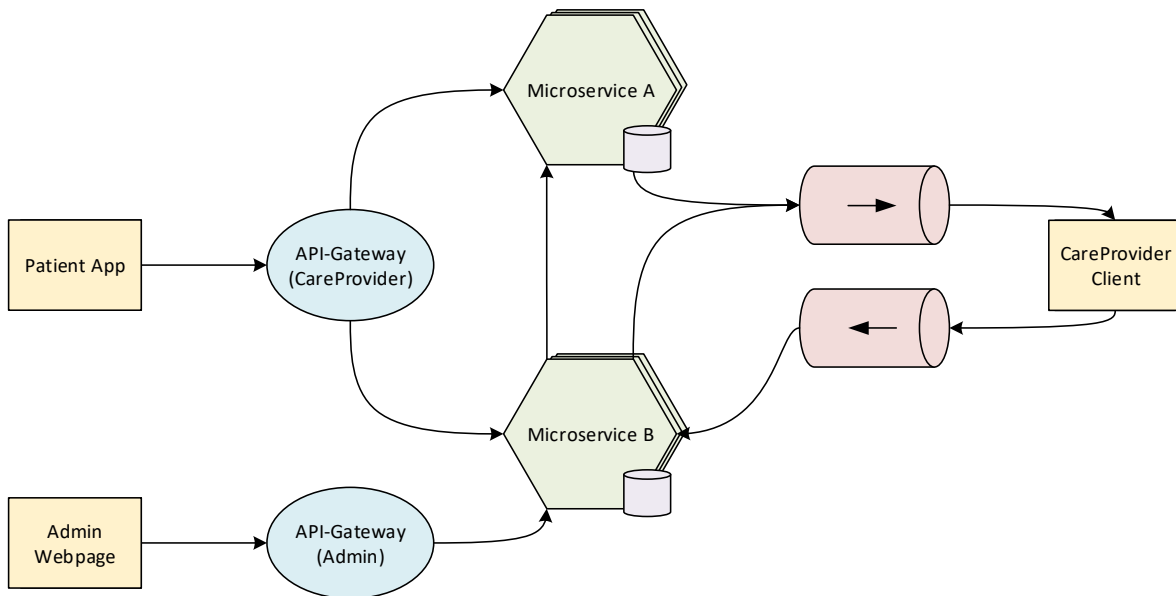 Microservice A
Patient App
API-Gateway
(CareProvider)
CareProvider
Client
Microservice B
Admin
Webpage
API-Gateway
(Admin)